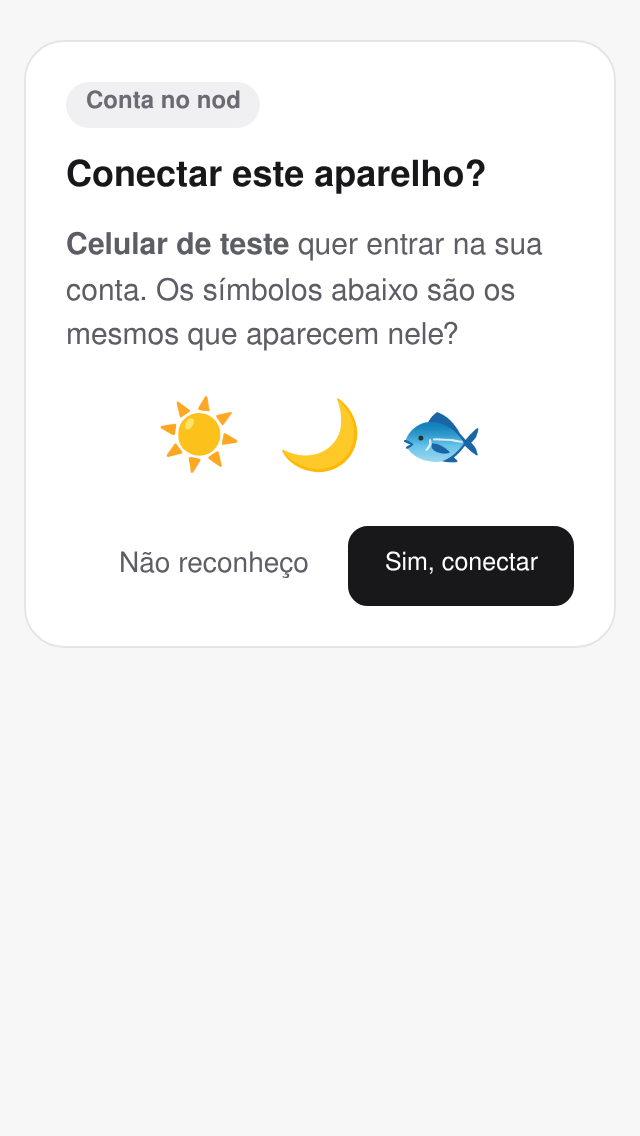 Conta no nod
Conectar este aparelho?
Celular de teste quer entrar na sua
conta. Os símbolos abaixo são os
mesmos que aparecem nele?
Não reconheço
Sim, conectar